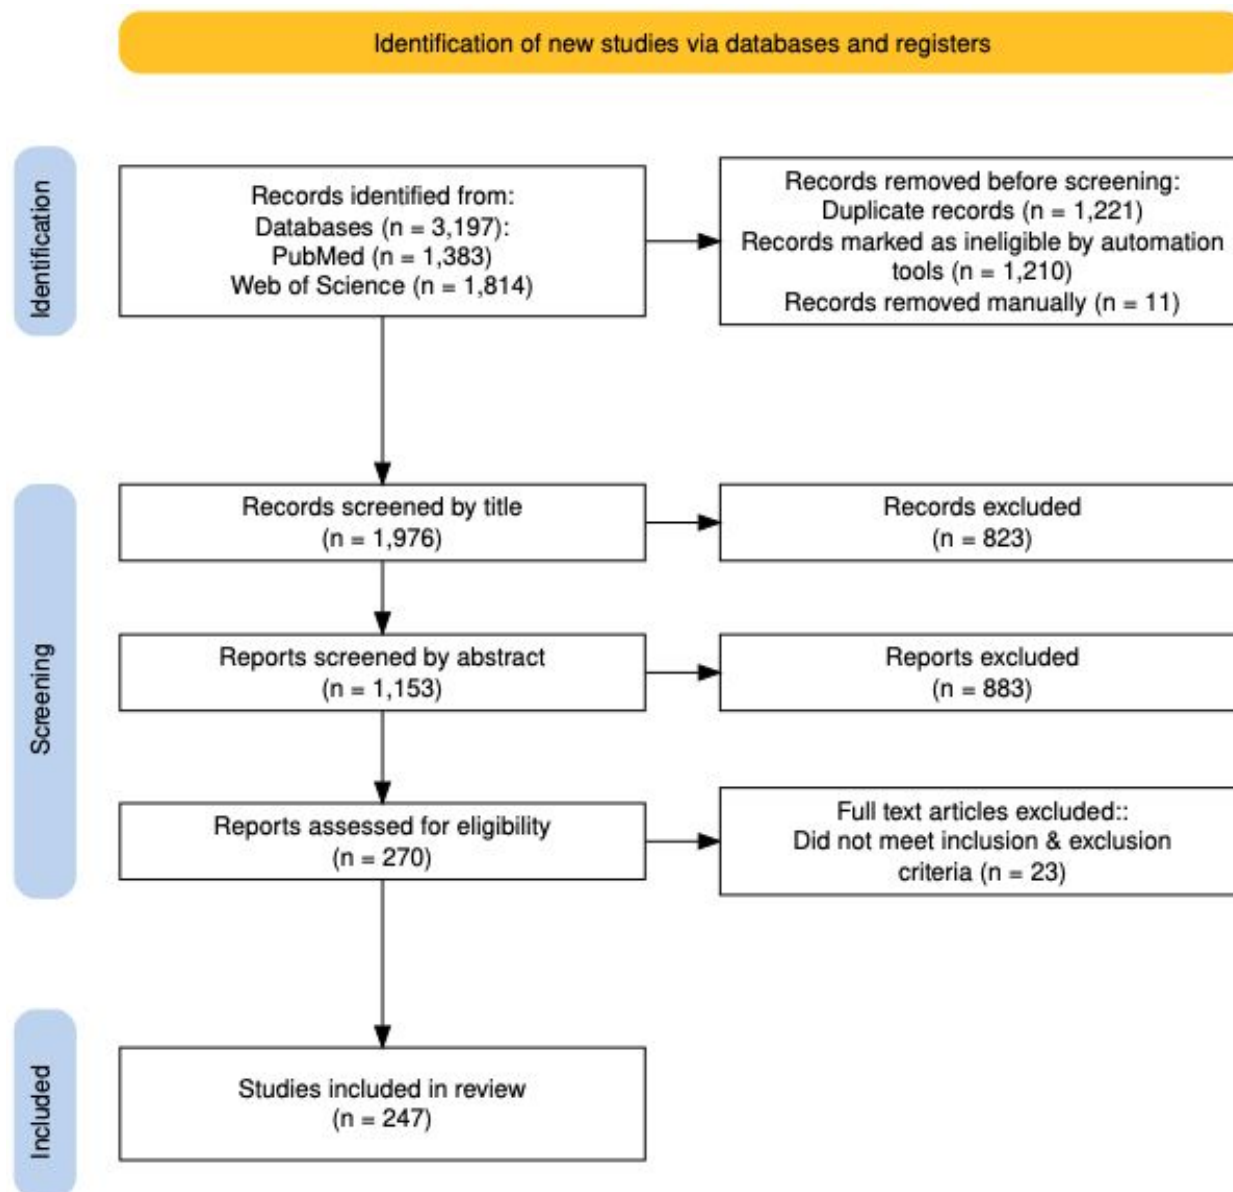 Identification of new studies via databases and registers
Identification
Records identified from:
Databases (n = 3,197):
PubMed (n = 1,383)
Web of Science (n = 1,814)
Records removed before screening:
Duplicate records (n = 1,221)
Records marked as ineligible by automation
tools (n = 1,210)
Records removed manually (n = 11)
Screening
Records screened by title
(n = 1,976)
Records excluded
(n = 823)
Reports screened by abstract
(n = 1,153)
Reports excluded
(n = 883)
Reports assessed for eligibility
(n = 270)
Full text articles excluded::
Did not meet inclusion & exclusion
criteria (n = 23)
Included
Studies included in review
(n = 247)